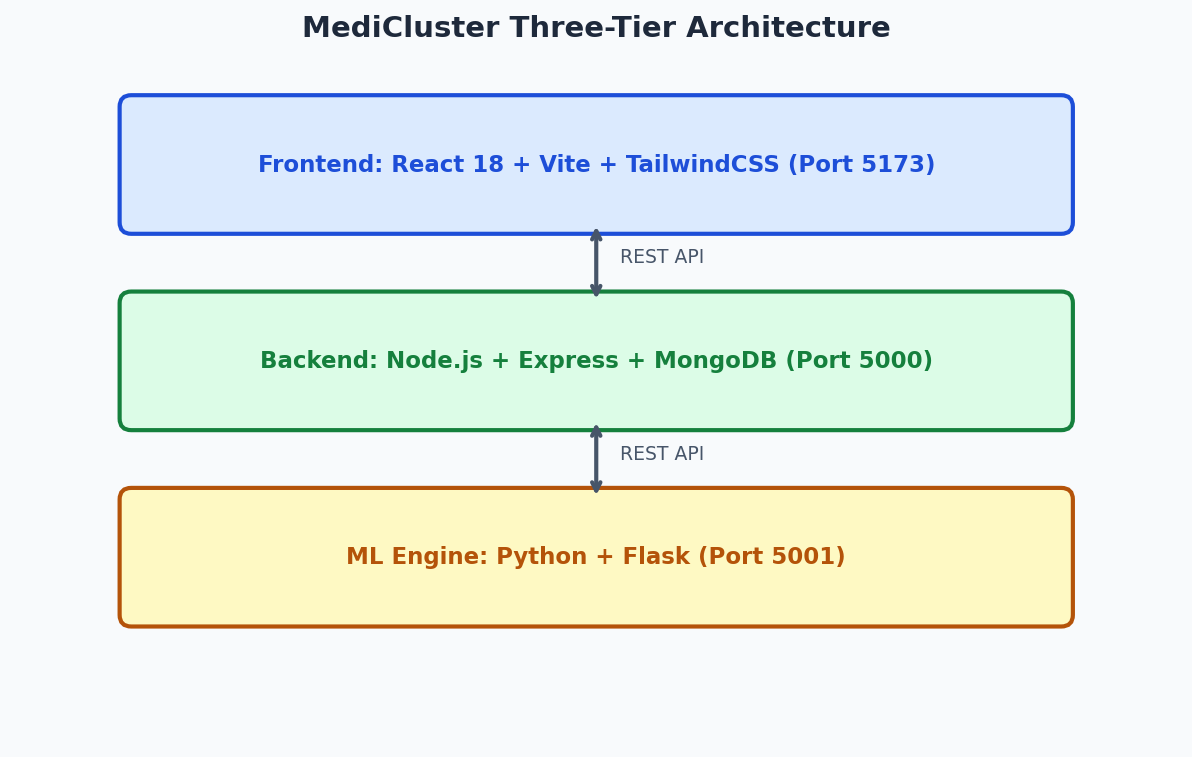 MediCluster Three-Tier Architecture
Frontend: React 18 + Vite + TailwindCSS (Port 5173)
REST API
Backend: Node.js + Express + MongoDB (Port 5000)
REST API
ML Engine: Python + Flask (Port 5001)